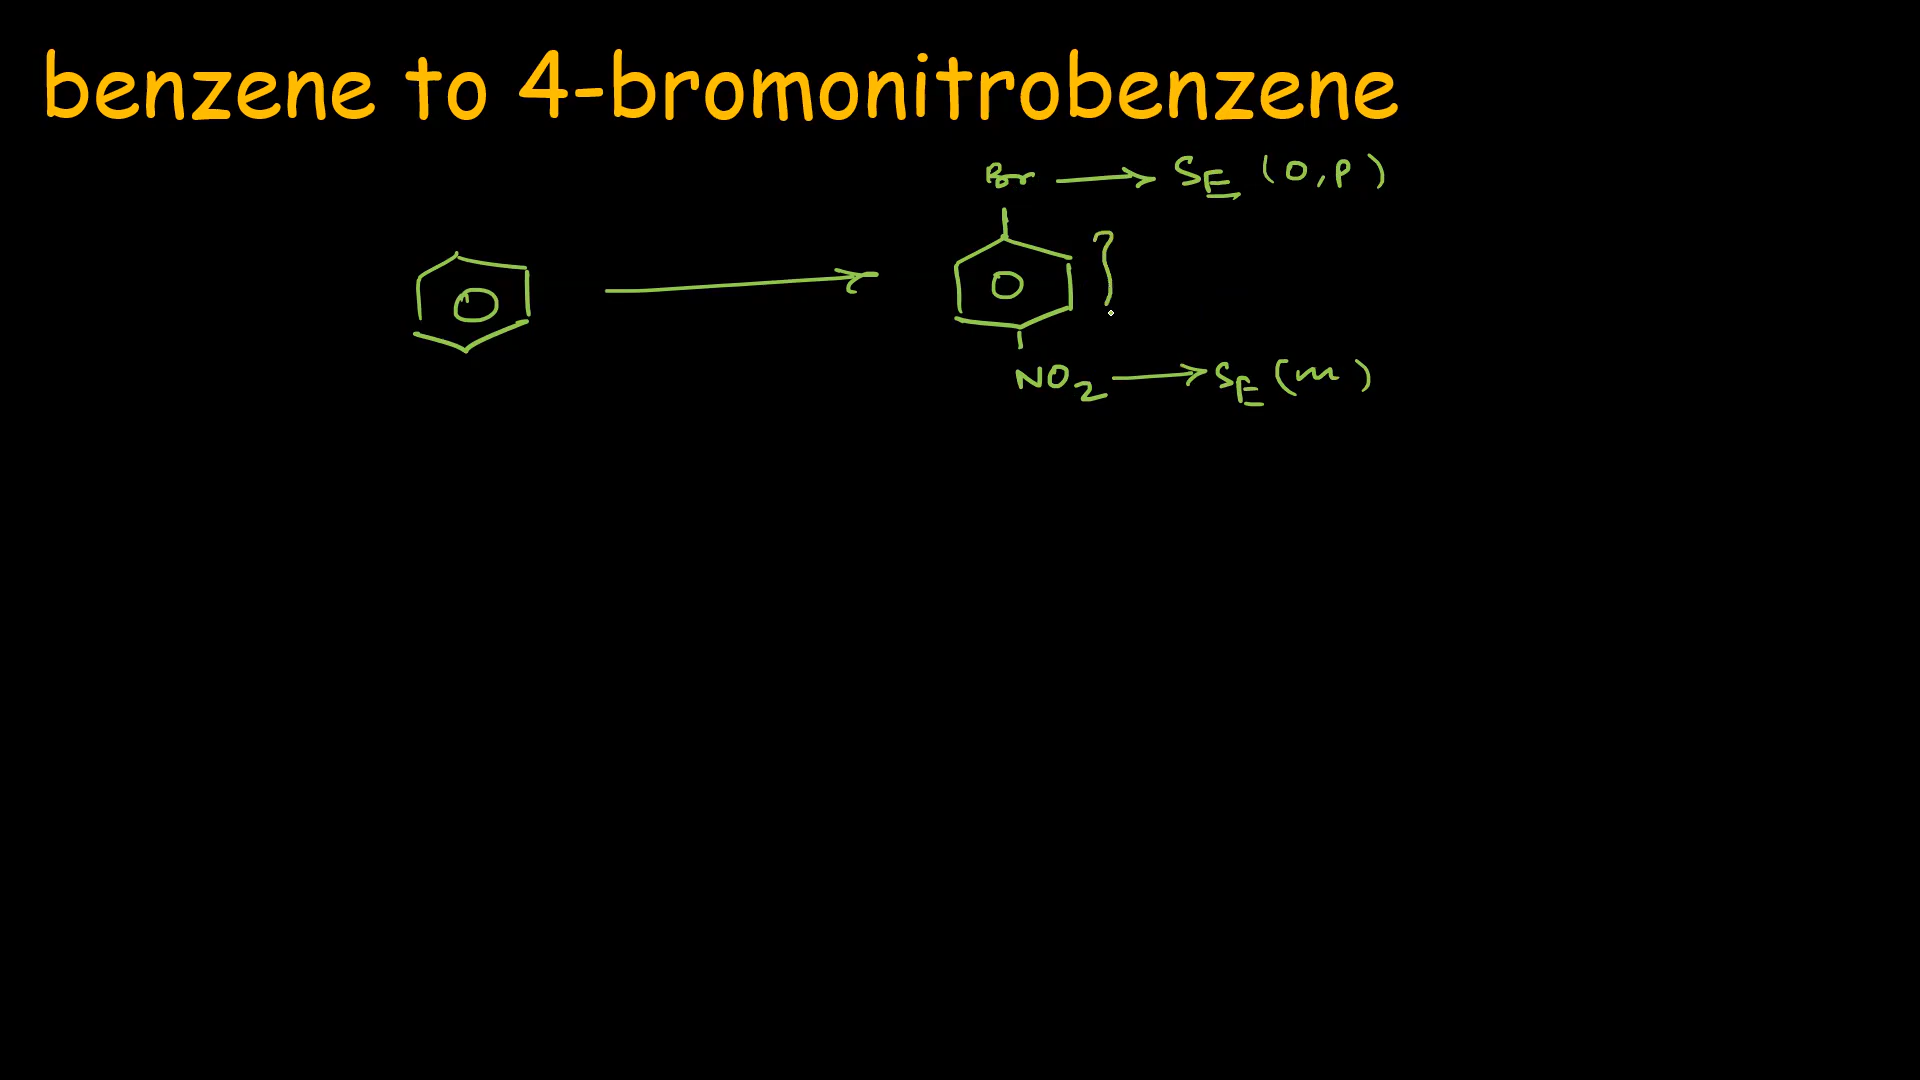 benzene to 4-bromonitrobenzene
Br → SE (o,p)
?
NO2 → SE (m)